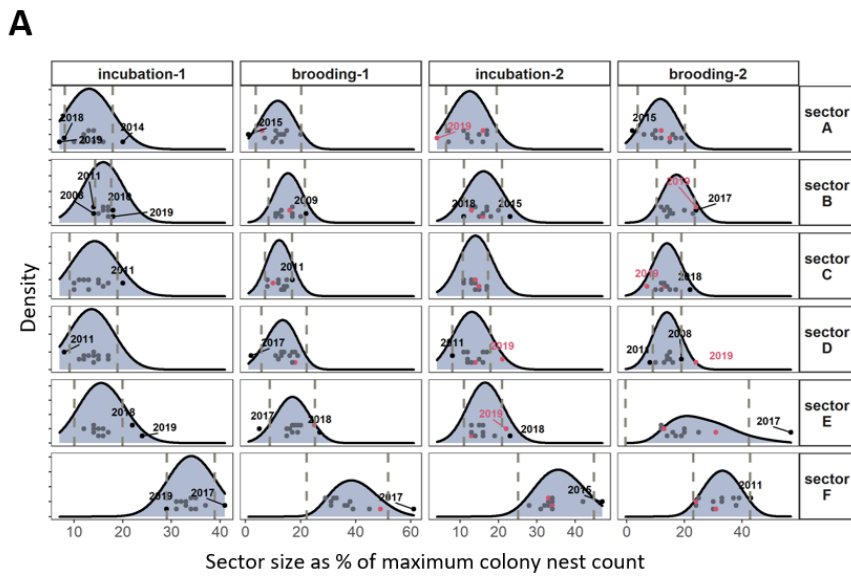 A
incubation-1 brooding-1 incubation-2 brooding-2
2018 2019 2014 2015 2019 2015 sector A
2011 2008 2018 2019 2009 2018 2015 2019 2017 sector B
2011 2011 2019 2018 sector C
2011 2017 2011 2019 2011 2008 2019 sector D
2018 2019 2017 2018 2019 2018 2017 sector E
2019 2017 2017 2015 2011 sector F
10 20 30 40 0 20 40 60 10 20 30 40 0 20 40
Density
Sector size as % of maximum colony nest count